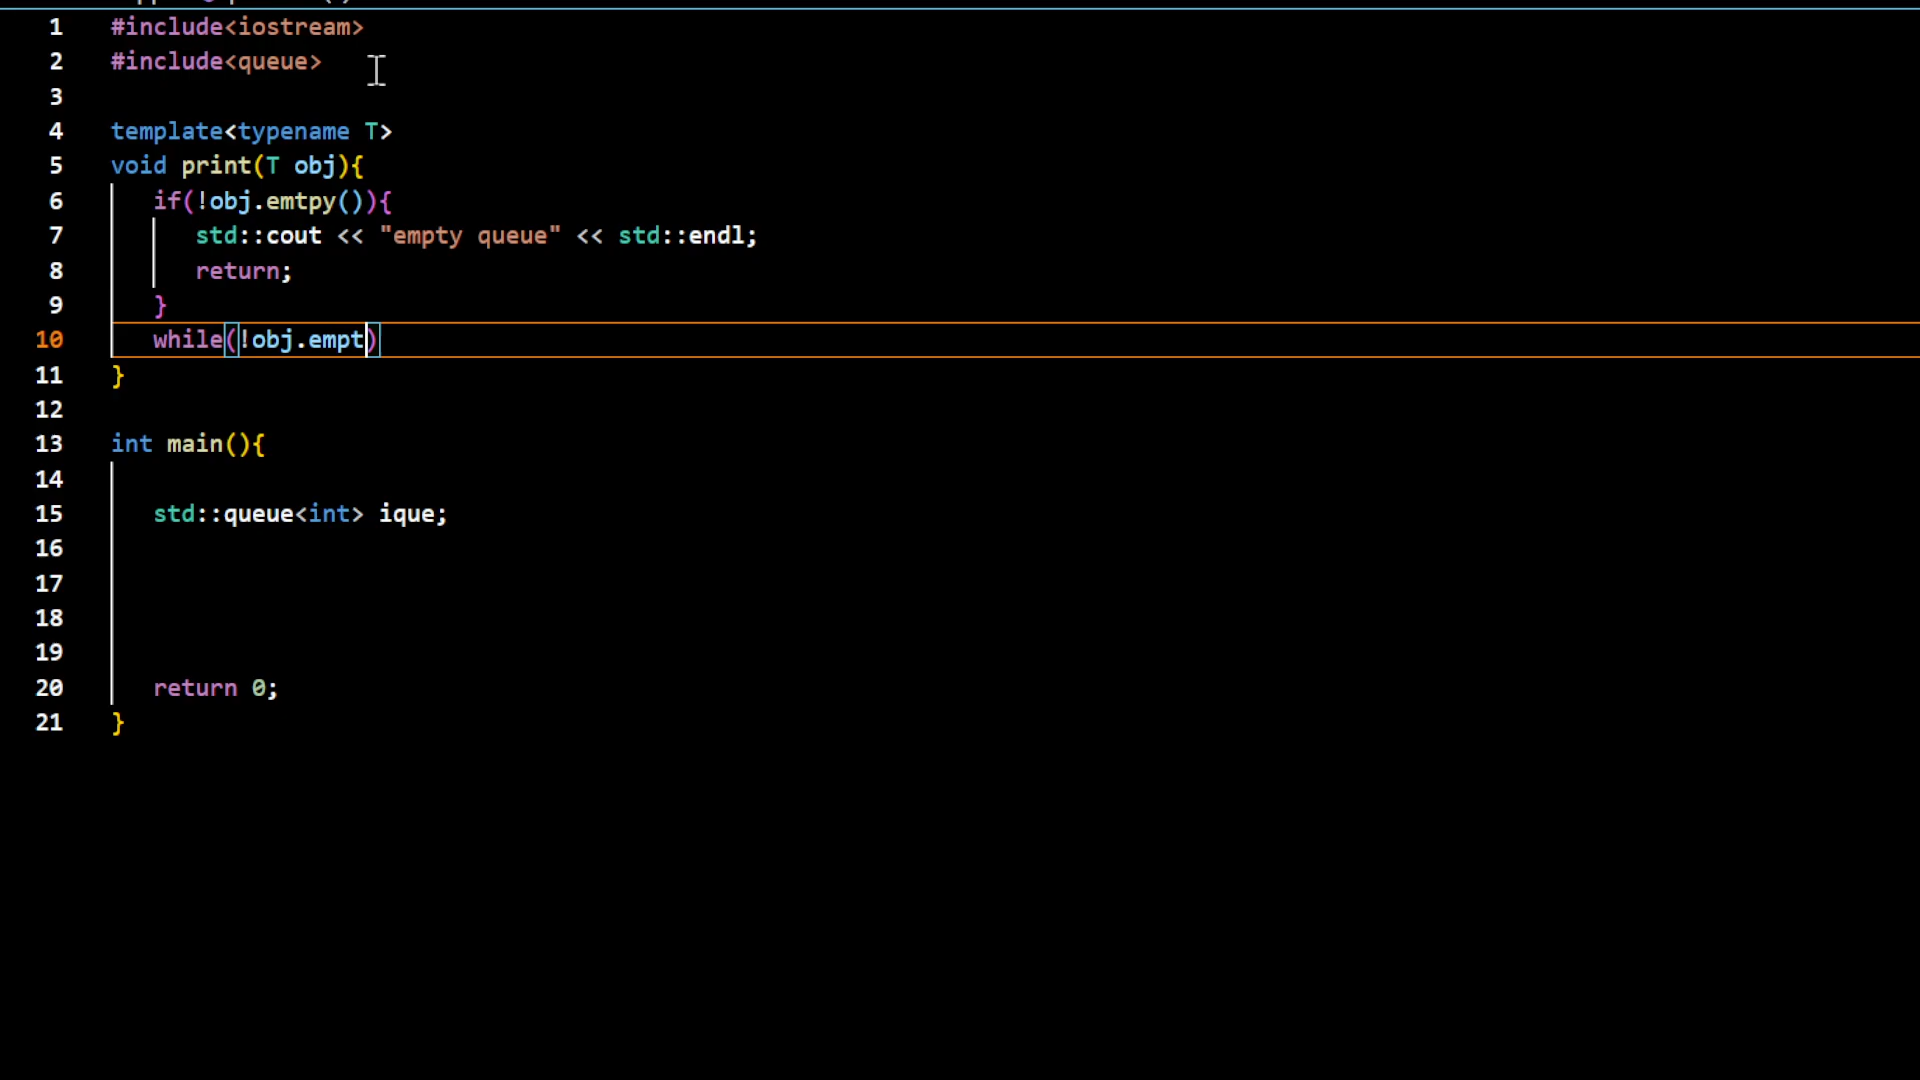 1 #include<iostream>
2 #include<queue>
3
4 template<typename T>
5 void print(T obj){
6 if(!obj.emtpy()){
7 std::cout << "empty queue" << std::endl;
8 return;
9 }
10 while(!obj.empt)
11 }
12
13 int main(){
14
15 std::queue<int> ique;
16
17
18
19
20 return 0;
21 }